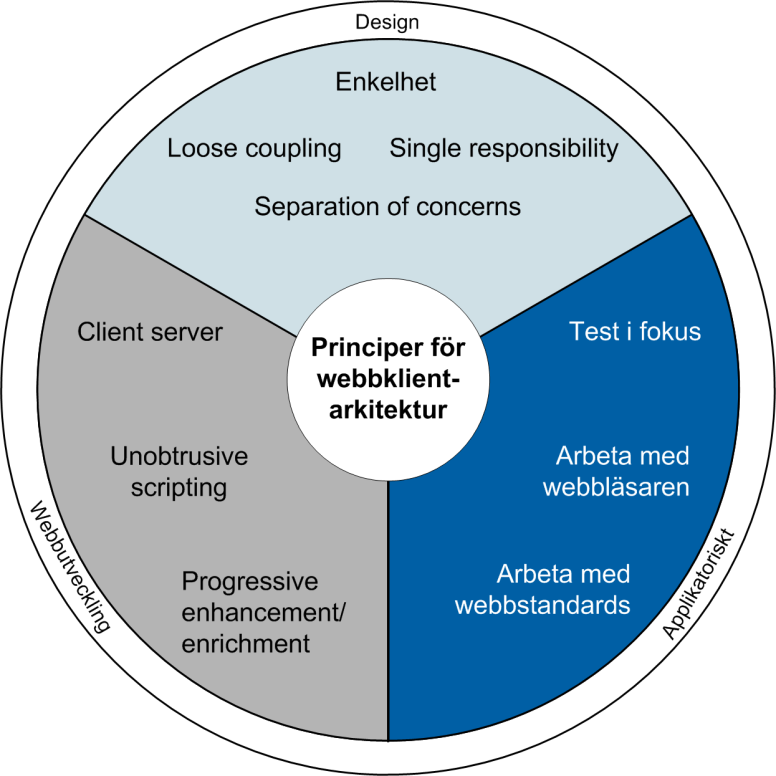 Design
Enkelhet
Loose coupling
Single responsibility
Separation of concerns
Principer för
webbklient-
arkitektur
Client server
Unobtrusive
scripting
Progressive
enhancement/
enrichment
Webbutveckling
Test i fokus
Arbeta med
webbläsaren
Arbeta med
webbstandards
Applikatoriskt